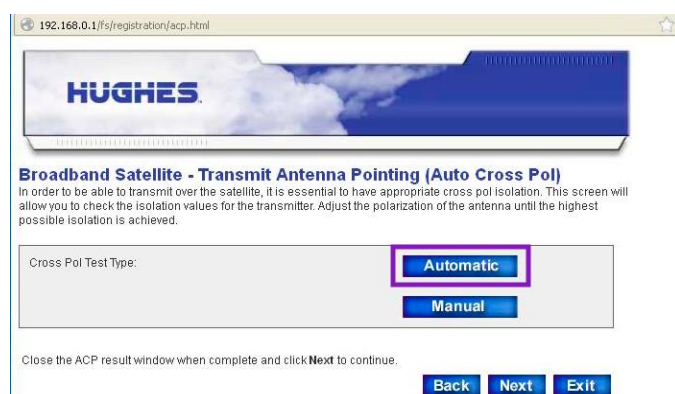 192.168.0.1/fs/registration/acp.html
HUGHES.
Broadband Satellite - Transmit Antenna Pointing (Auto Cross Pol)
In order to be able to transmit over the satellite, it is essential to have appropriate cross pol isolation. This screen will
allow you to check the isolation values for the transmitter. Adjust the polarization of the antenna until the highest
possible isolation is achieved.
Cross Pol Test Type:
Automatic
Manual
Close the ACP result window when complete and click Next to continue.
Back Next Exit